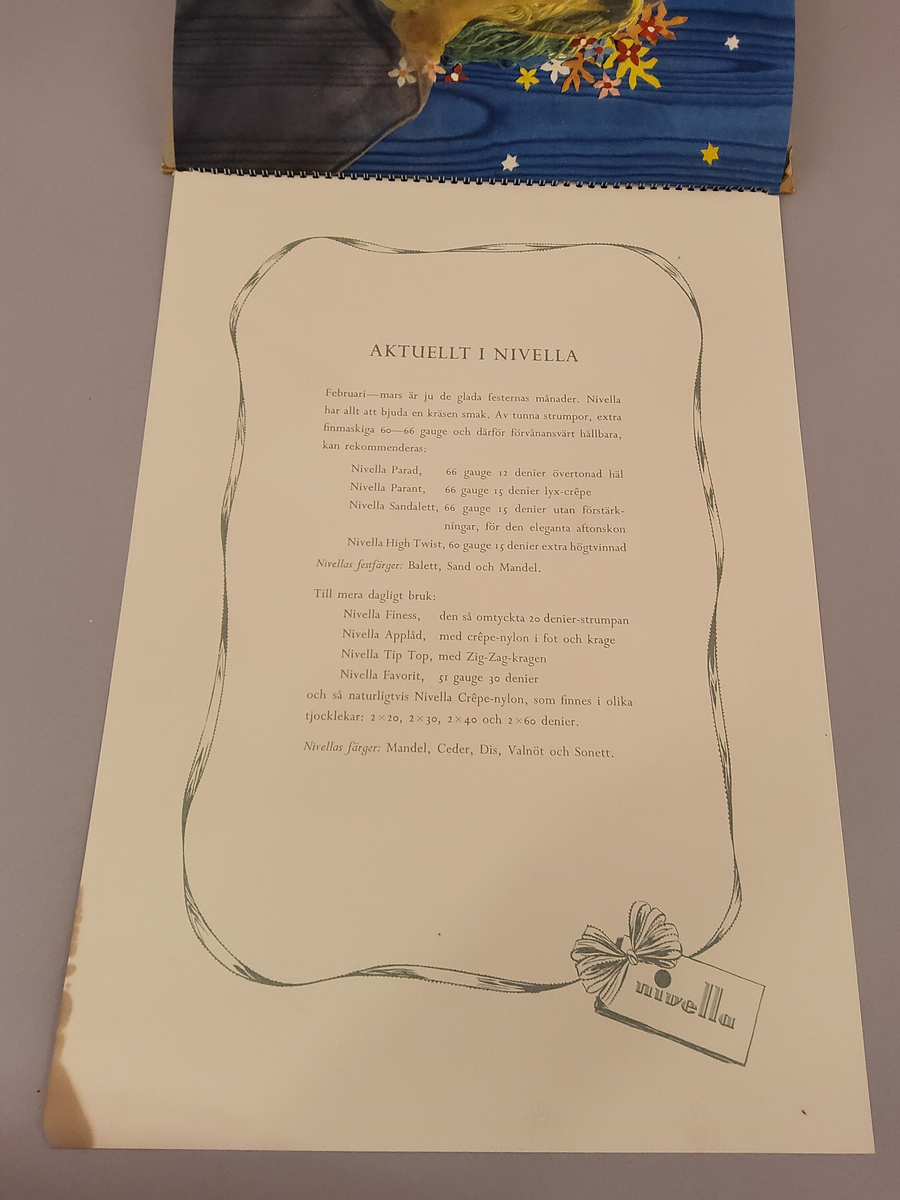 AKTUELLT I NIVELLA
Februari—mars är ju de glada festernas månader. Nivella
har allt att bjuda en kräsen smak. Av tunna strumpor, extra
finmaskiga 60—66 gauge och därför förvånansvärt hållbara,
kan rekommenderas:
Nivella Parad, 66 gauge 12 denier övertonad häl
Nivella Parant, 66 gauge 15 denier lyx-crêpe
Nivella Sandalett, 66 gauge 15 denier utan förstärk-
ningar, för den eleganta aftonskon
Nivella High Twist, 60 gauge 15 denier extra högtvinnad
Nivellas festfärger: Balett, Sand och Mandel.
Till mera dagligt bruk:
Nivella Finess, den så omtyckta 20 denier-strumpan
Nivella Applåd, med crêpe-nylon i fot och krage
Nivella Tip Top, med Zig-Zag-kragen
Nivella Favorit, 51 gauge 30 denier
och så naturligtvis Nivella Crêpe-nylon, som finnes i olika
tjocklekar: 2×20, 2×30, 2×40 och 2×60 denier.
Nivellas färger: Mandel, Ceder, Dis, Valnöt och Sonett.
nivella